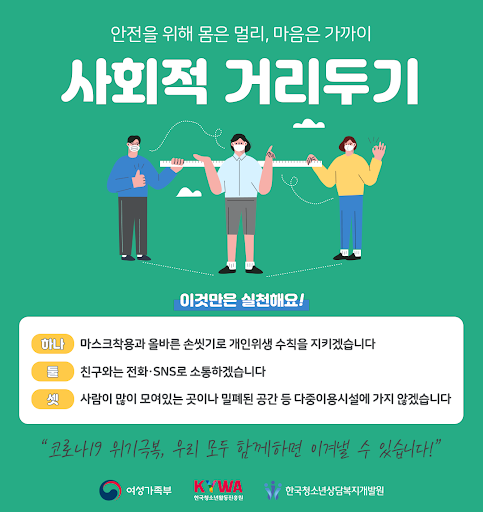 안전을 위해 몸은 멀리, 마음은 가까이
사회적 거리두기
이것만은 실천해요!
하나 마스크착용과 올바른 손씻기로 개인위생 수칙을 지키겠습니다
둘 친구와는 전화·SNS로 소통하겠습니다
셋 사람이 많이 모여있는 곳이나 밀폐된 공간 등 다중이용시설에 가지 않겠습니다
“코로나19 위기극복, 우리 모두 함께하면 이겨낼 수 있습니다!”
여성가족부 KYWA 한국청소년상담복지개발원
한국청소년활동진흥원